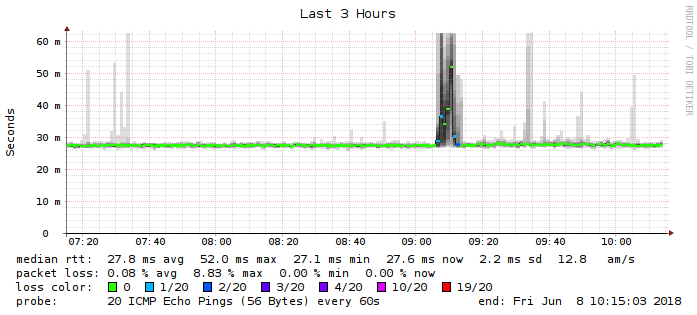 Last 3 Hours
RRDTOOL / TOBI OETIKER
Seconds
60 m
50 m
40 m
30 m
20 m
10 m
0
07:20 07:40 08:00 08:20 08:40 09:00 09:20 09:40 10:00
median rtt: 27.8 ms avg 52.0 ms max 27.1 ms min 27.6 ms now 2.2 ms sd 12.8 am/s
packet loss: 0.08 % avg 8.83 % max 0.00 % min 0.00 % now
loss color: 0 1/20 2/20 3/20 4/20 10/20 19/20
probe: 20 ICMP Echo Pings (56 Bytes) every 60s end: Fri Jun 8 10:15:03 2018